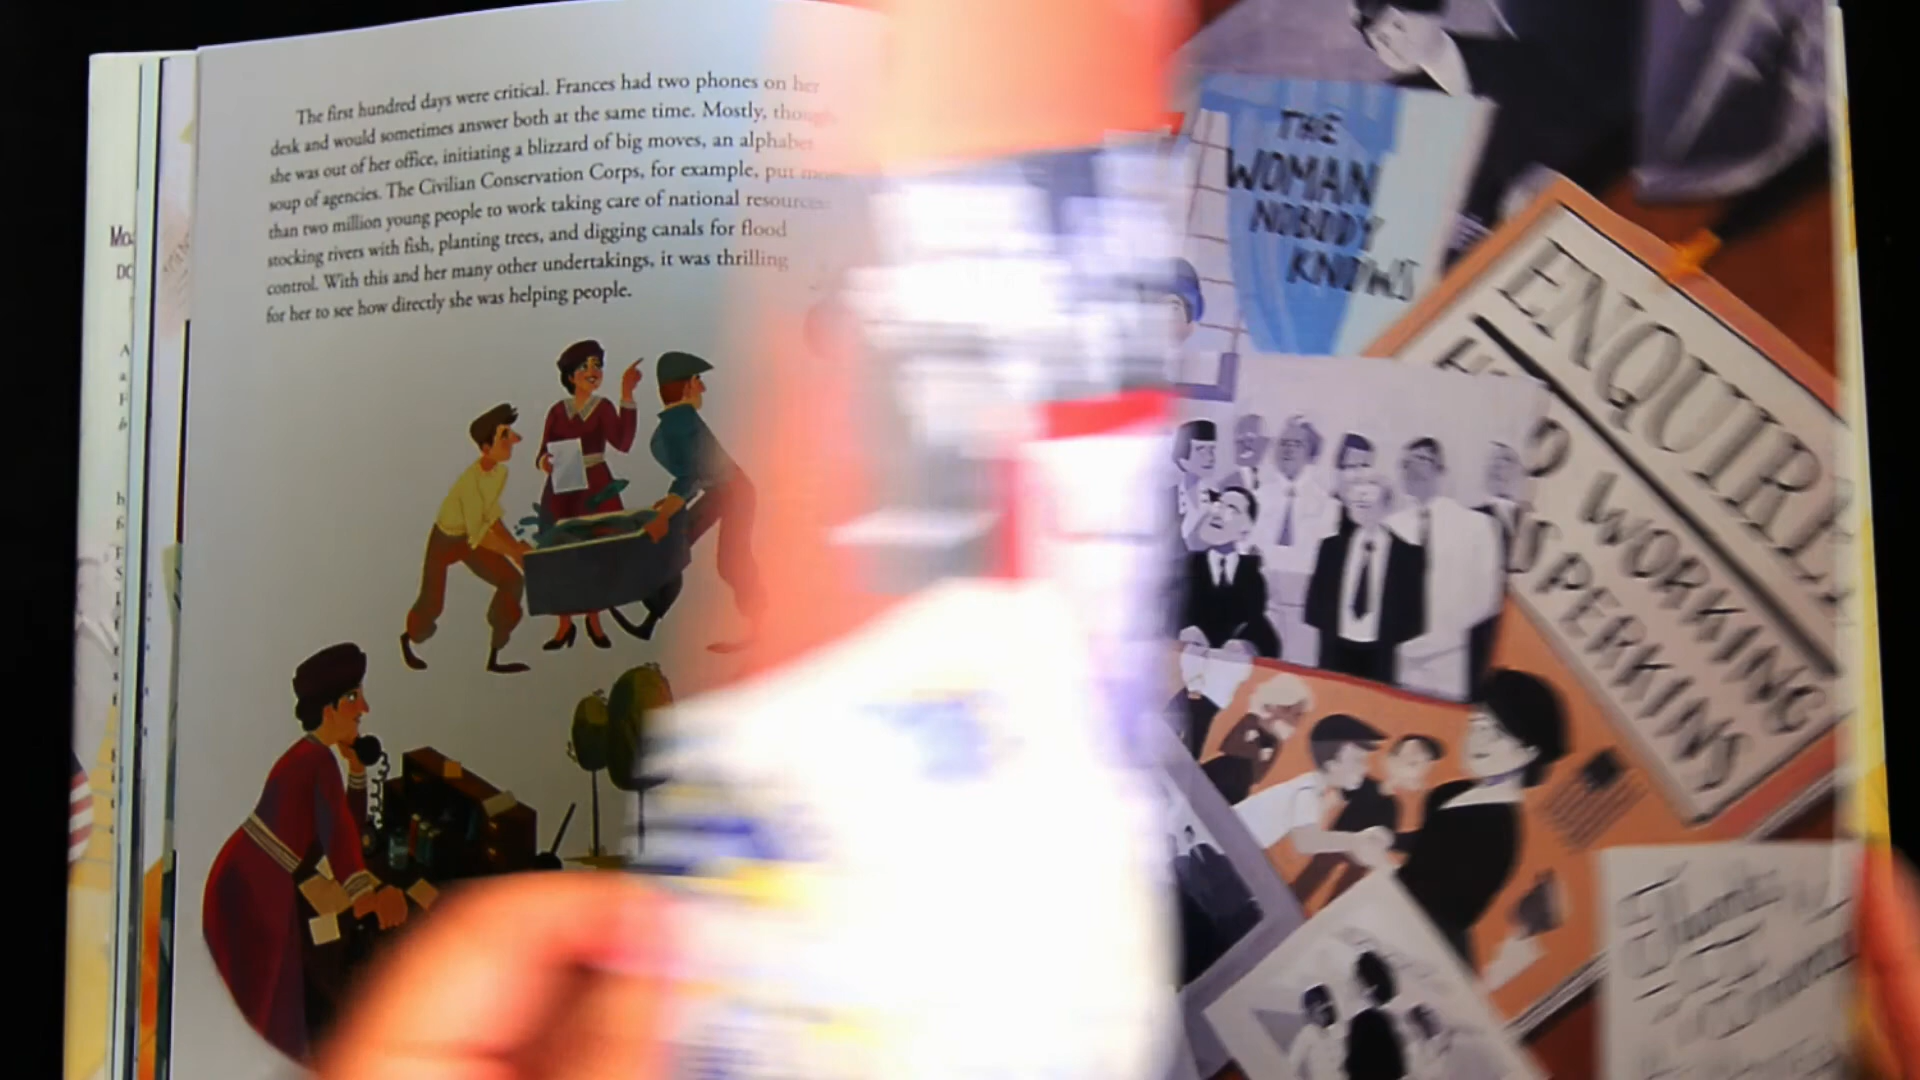 The first hundred days were critical. Frances had two phones on her
desk and would sometimes answer both at the same time. Mostly, though
she was out of her office, initiating a blizzard of big moves, an alphabet
soup of agencies. The Civilian Conservation Corps, for example, put
than two million young people to work taking care of national resources
stocking rivers with fish, planting trees, and digging canals for flood
control. With this and her many other undertakings, it was thrilling
for her to see how directly she was helping people.
THE
WOMAN
NOBODY
KNOWS
ENQUIRE
WORKING
PERKINS